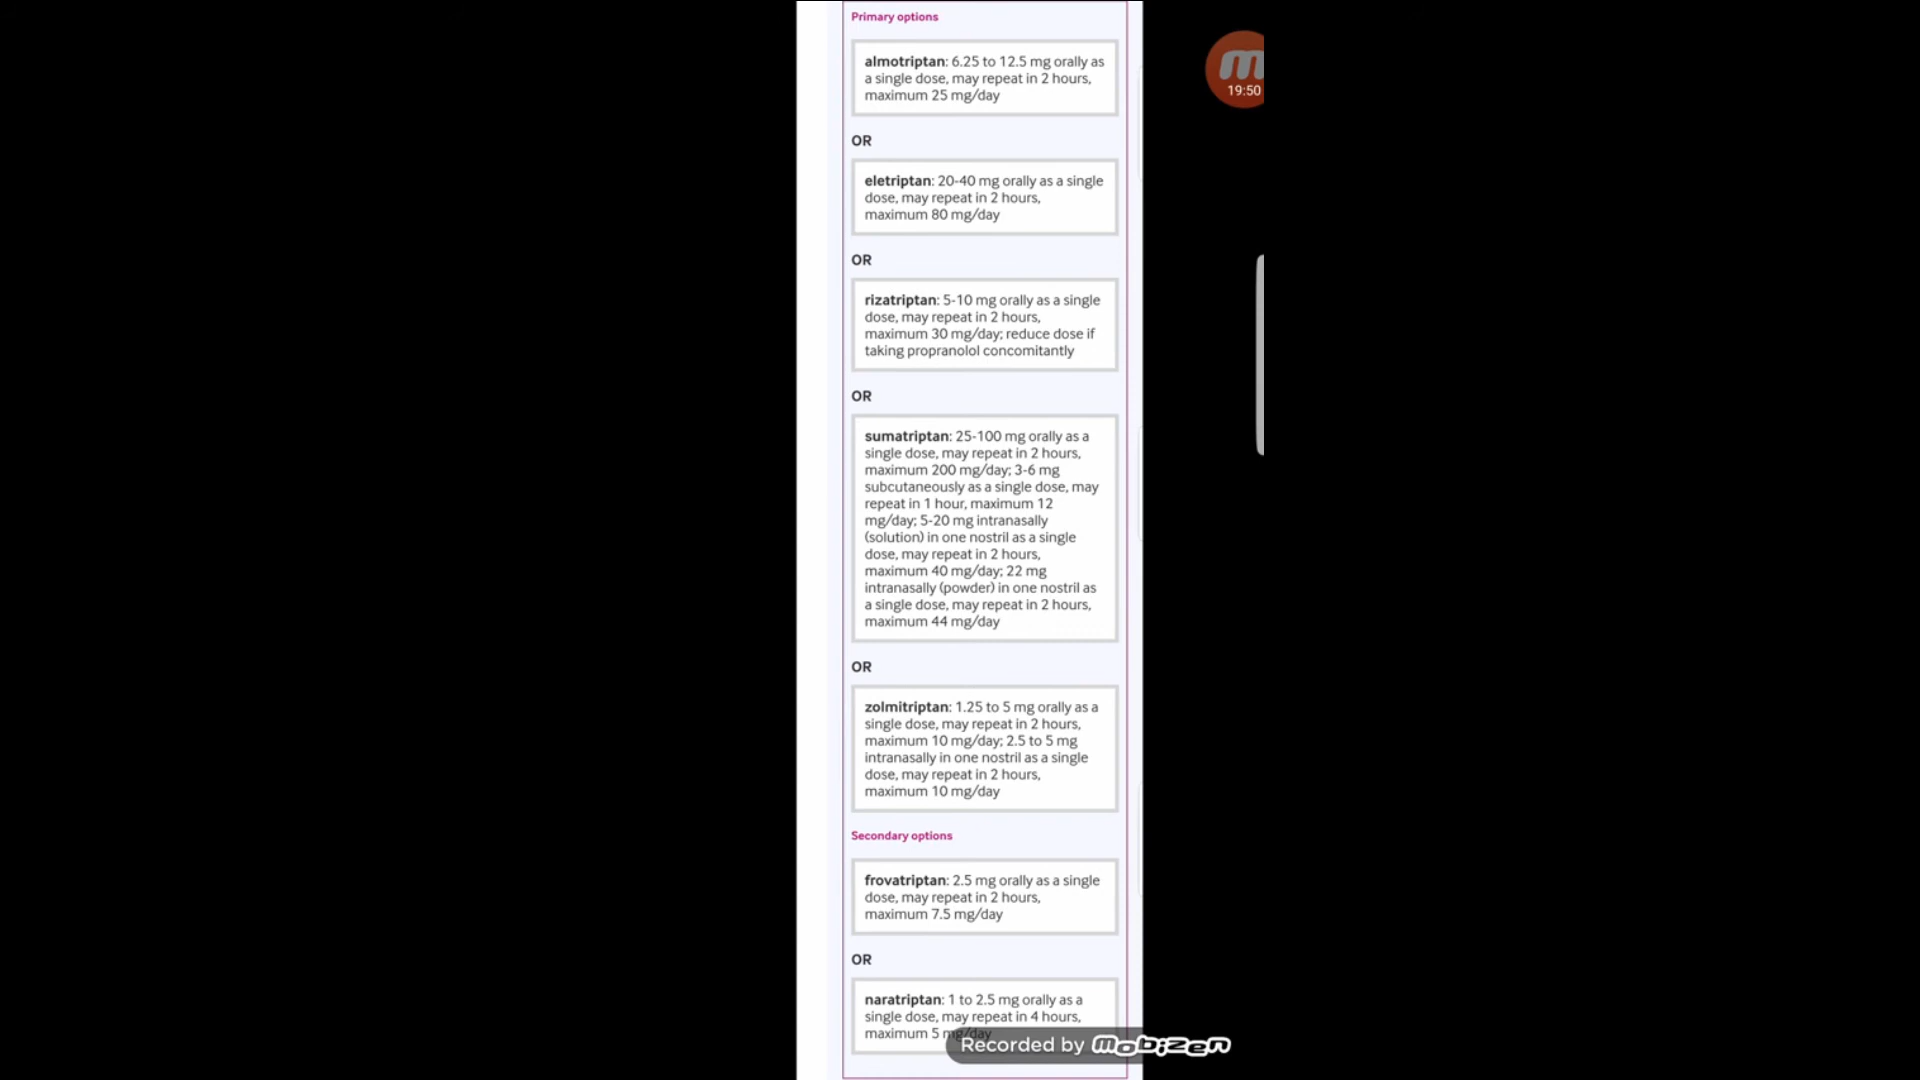 Primary options
almotriptan: 6.25 to 12.5 mg orally as
a single dose, may repeat in 2 hours,
maximum 25 mg/day
OR
eletriptan: 20-40 mg orally as a single
dose, may repeat in 2 hours,
maximum 80 mg/day
OR
rizatriptan: 5-10 mg orally as a single
dose, may repeat in 2 hours,
maximum 30 mg/day; reduce dose if
taking propranolol concomitantly
OR
sumatriptan: 25-100 mg orally as a
single dose, may repeat in 2 hours,
maximum 200 mg/day; 3-6 mg
subcutaneously as a single dose, may
repeat in 1 hour, maximum 12
mg/day; 5-20 mg intranasally
(solution) in one nostril as a single
dose, may repeat in 2 hours,
maximum 40 mg/day; 22 mg
intranasally (powder) in one nostril as
a single dose, may repeat in 2 hours,
maximum 44 mg/day
OR
zolmitriptan: 1.25 to 5 mg orally as a
single dose, may repeat in 2 hours,
maximum 10 mg/day; 2.5 to 5 mg
intranasally in one nostril as a single
dose, may repeat in 2 hours,
maximum 10 mg/day
Secondary options
frovatriptan: 2.5 mg orally as a single
dose, may repeat in 2 hours,
maximum 7.5 mg/day
OR
naratriptan: 1 to 2.5 mg orally as a
single dose, may repeat in 4 hours,
maximum 5 mg/day
Recorded by Mobizen
m
19:50